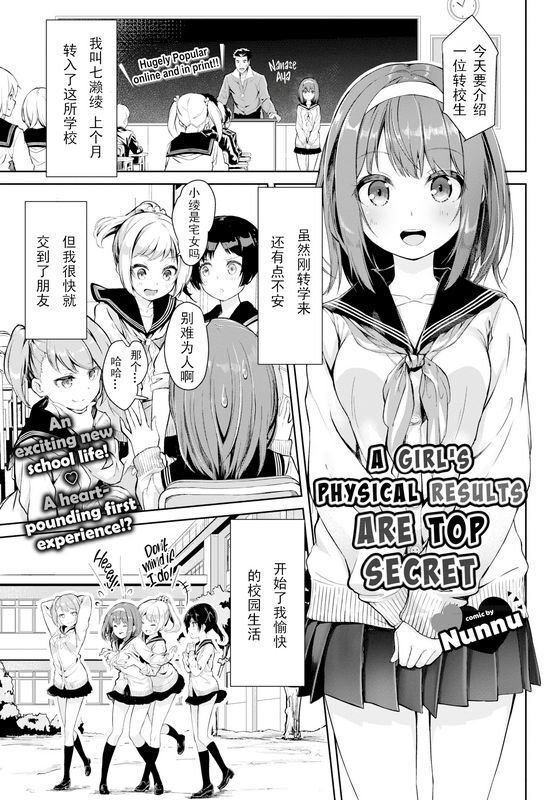 今天要介绍
一位转校生
Nanase
Aya
Hugely Popular
online and in print!!
我叫七濑绫 上个月
转入了这所学校
虽然刚转学来
还有点不安
小绫是宅女吗
别难为人啊
那个…
哈哈…
但我很快就
交到了朋友
An
exciting new
school life!
A heart-
pounding first
experience!?
A GIRL'S
PHYSICAL RESULTS
ARE TOP
SECRET
comic by
Nunnu
开始了我愉快
的校园生活
Don't
mind if
I do!
Heeey!!